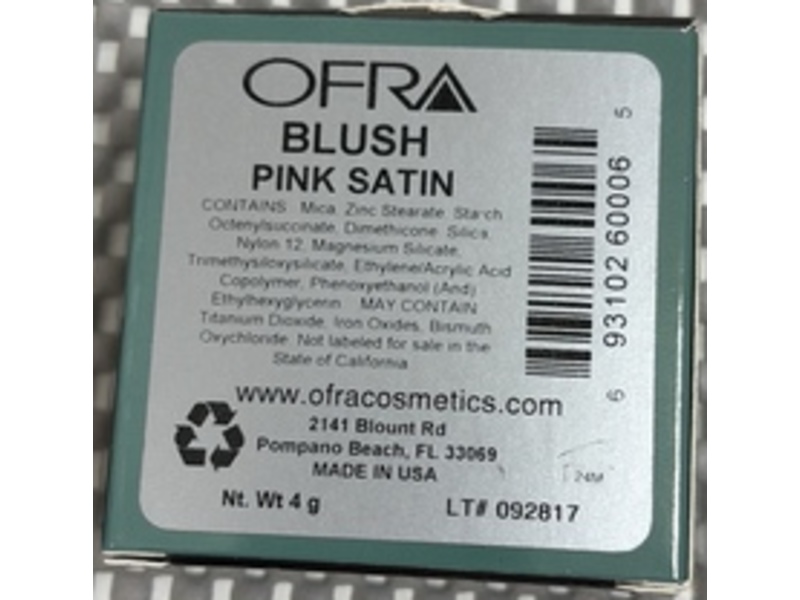 OFRA
BLUSH
PINK SATIN
CONTAINS Mica, Zinc Stearate, Starch
Octenylsuccinate, Dimethicone, Silica,
Nylon 12, Magnesium Silicate,
Trimethylsiloxysilicate, Ethylene/Acrylic Acid
Copolymer, Phenoxyethanol (And)
Ethylhexyglycerin MAY CONTAIN
Titanium Dioxide, Iron Oxides, Bismuth
Oxychloride Not labeled for sale in the
State of California
www.ofracosmetics.com
2141 Blount Rd
Pompano Beach, FL 33069
MADE IN USA
Nt. Wt 4 g
LT# 092817
24M
6 93102 60006 5